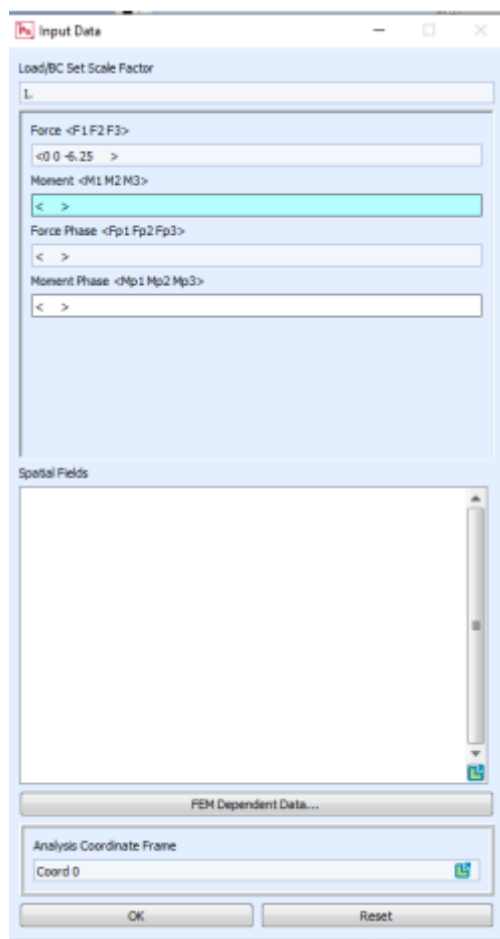 Input Data
Load/BC Set Scale Factor
1.
Force <F1 F2 F3>
<0 0 -6.25 >
Moment <M1 M2 M3>
< >
Force Phase <Fp1 Fp2 Fp3>
< >
Moment Phase <Mp1 Mp2 Mp3>
< >
Spatial Fields
FEM Dependent Data...
Analysis Coordinate Frame
Coord 0
OK Reset